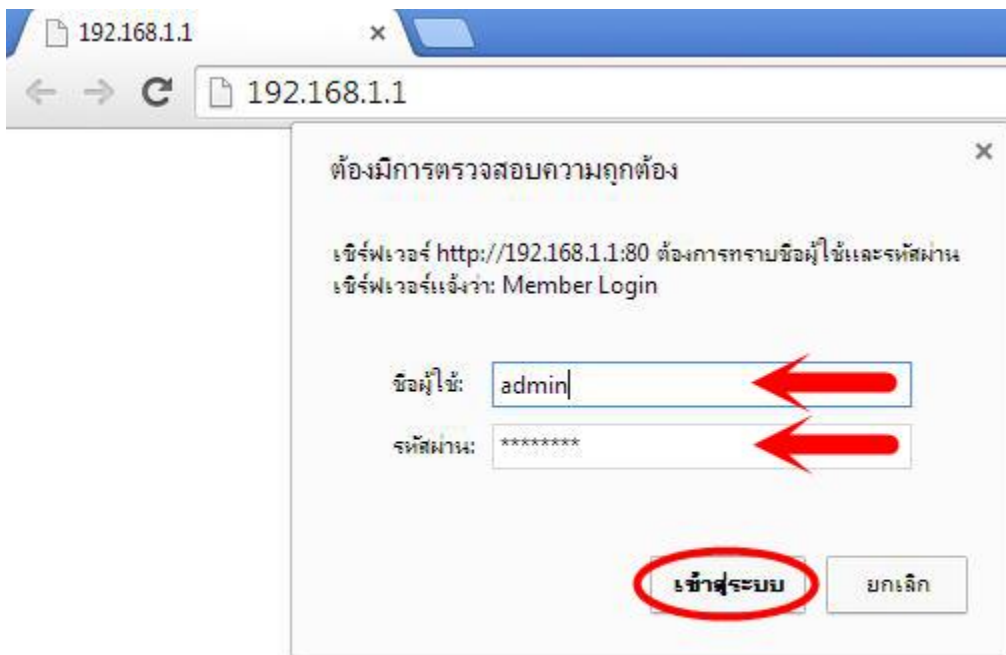 192.168.1.1
192.168.1.1
ต้องมีการตรวจสอบความถูกต้อง
เซิร์ฟเวอร์ http://192.168.1.1:80 ต้องการทราบชื่อผู้ใช้และรหัสผ่าน
เซิร์ฟเวอร์แจ้งว่า: Member Login
ชื่อผู้ใช้: admin
รหัสผ่าน: ********
เข้าสู่ระบบ ยกเลิก